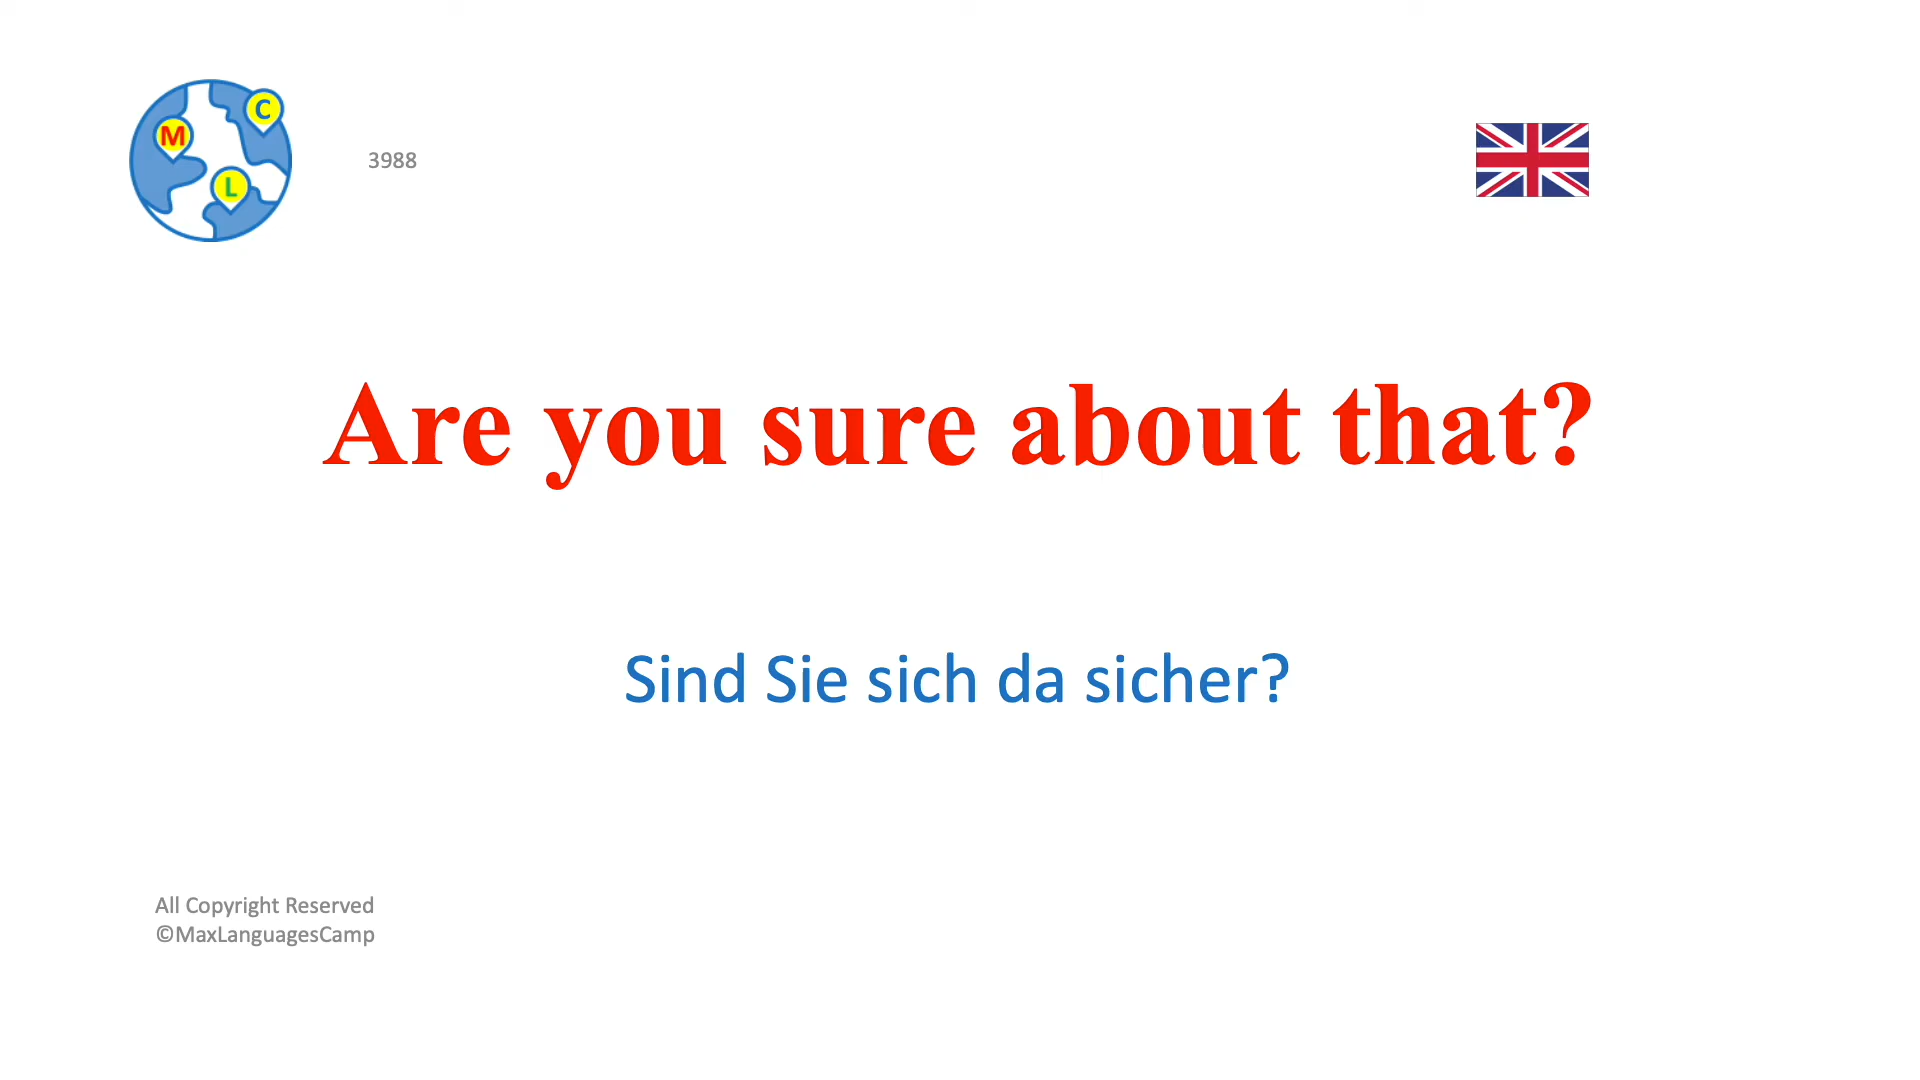 C
M
L
3988
Are you sure about that?
Sind Sie sich da sicher?
All Copyright Reserved
©MaxLanguagesCamp